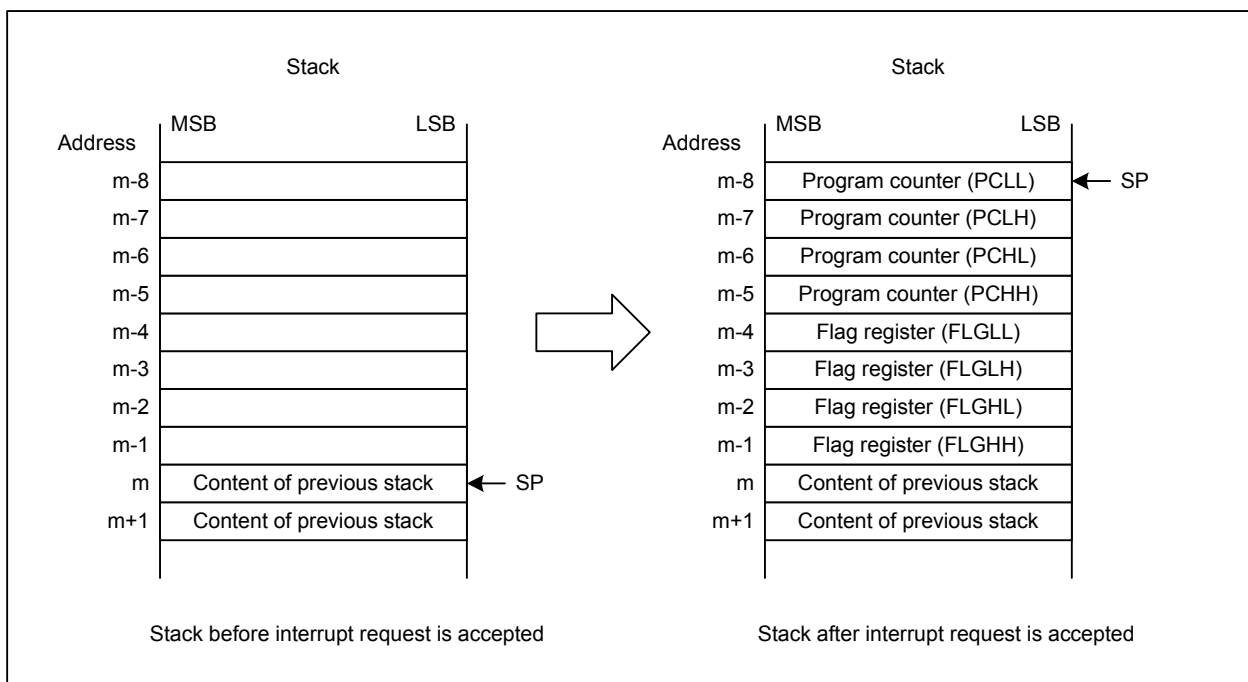 Stack
MSB LSB
Address
m-8
m-7
m-6
m-5
m-4
m-3
m-2
m-1
m Content of previous stack SP
m+1 Content of previous stack
Stack before interrupt request is accepted
Stack
MSB LSB
Address
m-8 Program counter (PCLL) SP
m-7 Program counter (PCLH)
m-6 Program counter (PCHL)
m-5 Program counter (PCHH)
m-4 Flag register (FLGLL)
m-3 Flag register (FLGLH)
m-2 Flag register (FLGHL)
m-1 Flag register (FLGHH)
m Content of previous stack
m+1 Content of previous stack
Stack after interrupt request is accepted